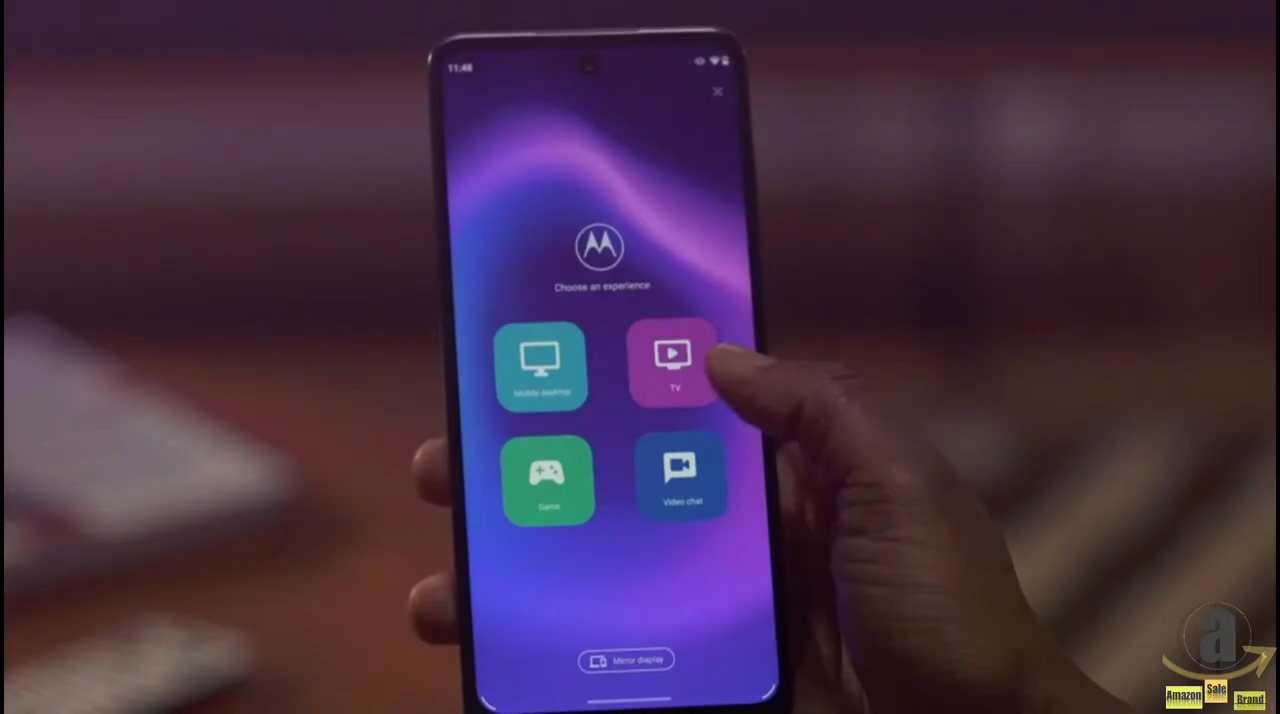 11:46
Choose an experience
Mobile desktop
TV
Game
Video chat
Mirror display
a
Amazon
Sale
Brand